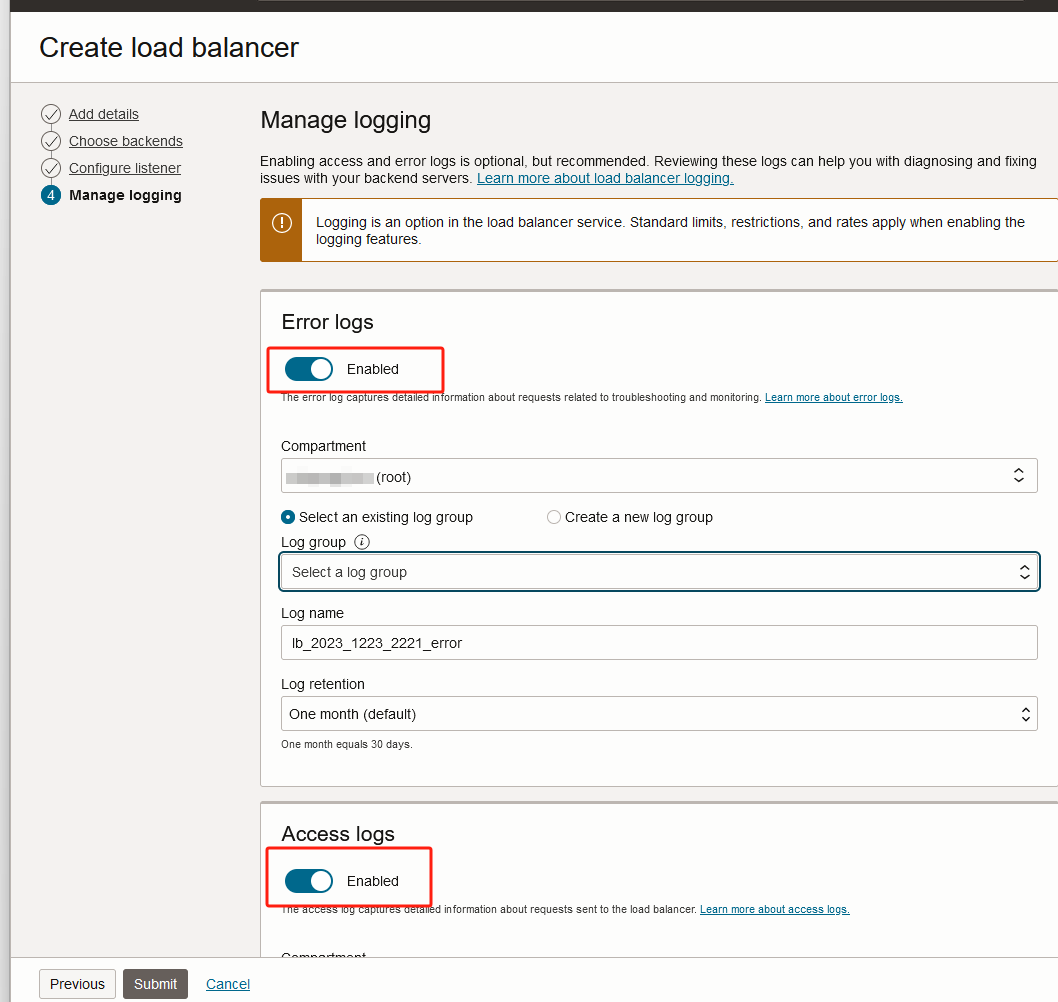 Create load balancer
Add details
Choose backends
Configure listener
4 Manage logging
Manage logging
Enabling access and error logs is optional, but recommended. Reviewing these logs can help you with diagnosing and fixing
issues with your backend servers. Learn more about load balancer logging.
Logging is an option in the load balancer service. Standard limits, restrictions, and rates apply when enabling the
logging features.
Error logs
Enabled
The error log captures detailed information about requests related to troubleshooting and monitoring. Learn more about error logs.
Compartment
(root)
Select an existing log group
Create a new log group
Log group
Select a log group
Log name
lb_2023_1223_2221_error
Log retention
One month (default)
One month equals 30 days.
Access logs
Enabled
The access log captures detailed information about requests sent to the load balancer. Learn more about access logs.
Compartment
Previous
Submit
Cancel